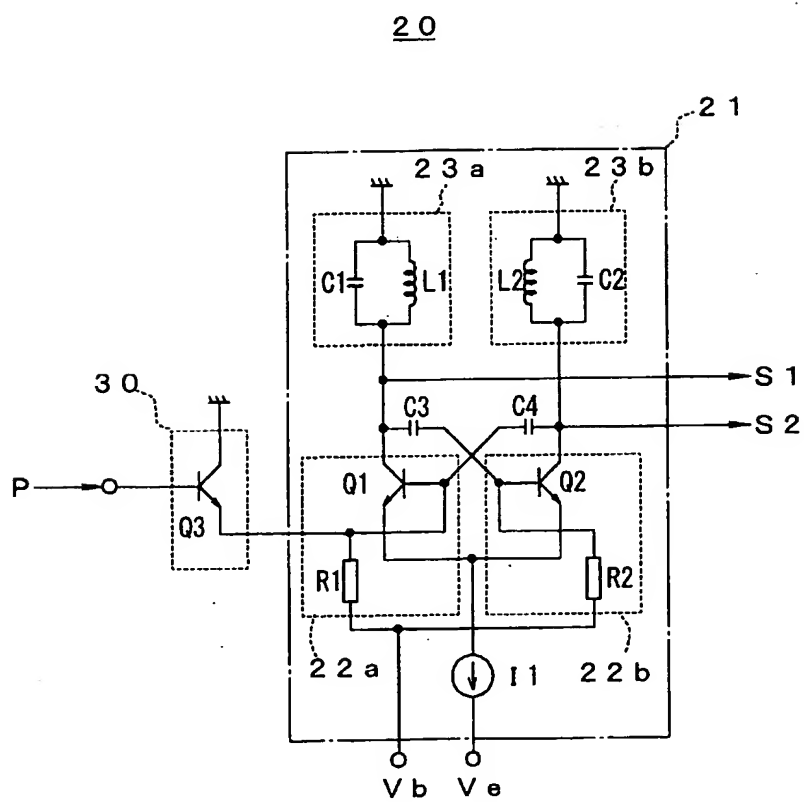 20
21
23a 23b
C1 L1 L2 C2
30
S1
C3 C4
S2
P
Q3
Q1 Q2
R1 R2
22a I1 22b
Vb Ve